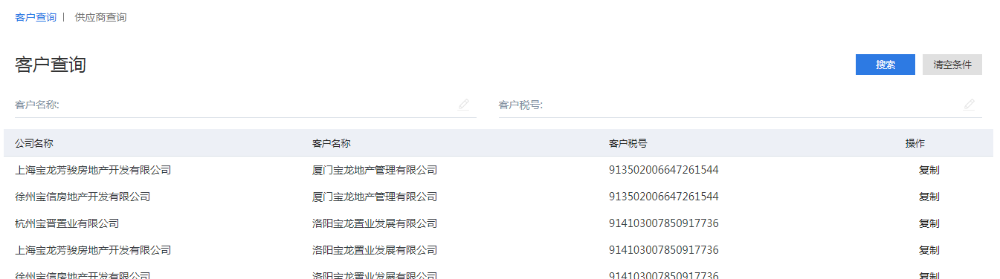 客户查询 | 供应商查询
客户查询 搜索 清空条件
客户名称: 客户税号:
公司名称 客户名称 客户税号 操作
上海宝龙芳骏房地产开发有限公司 厦门宝龙地产管理有限公司 913502006647261544 复制
徐州宝信房地产开发有限公司 厦门宝龙地产管理有限公司 913502006647261544 复制
杭州宝晋置业有限公司 洛阳宝龙置业发展有限公司 914103007850917736 复制
上海宝龙芳骏房地产开发有限公司 洛阳宝龙置业发展有限公司 914103007850917736 复制
徐州宝信房地产开发有限公司 洛阳宝龙置业发展有限公司 914103007850917736 复制